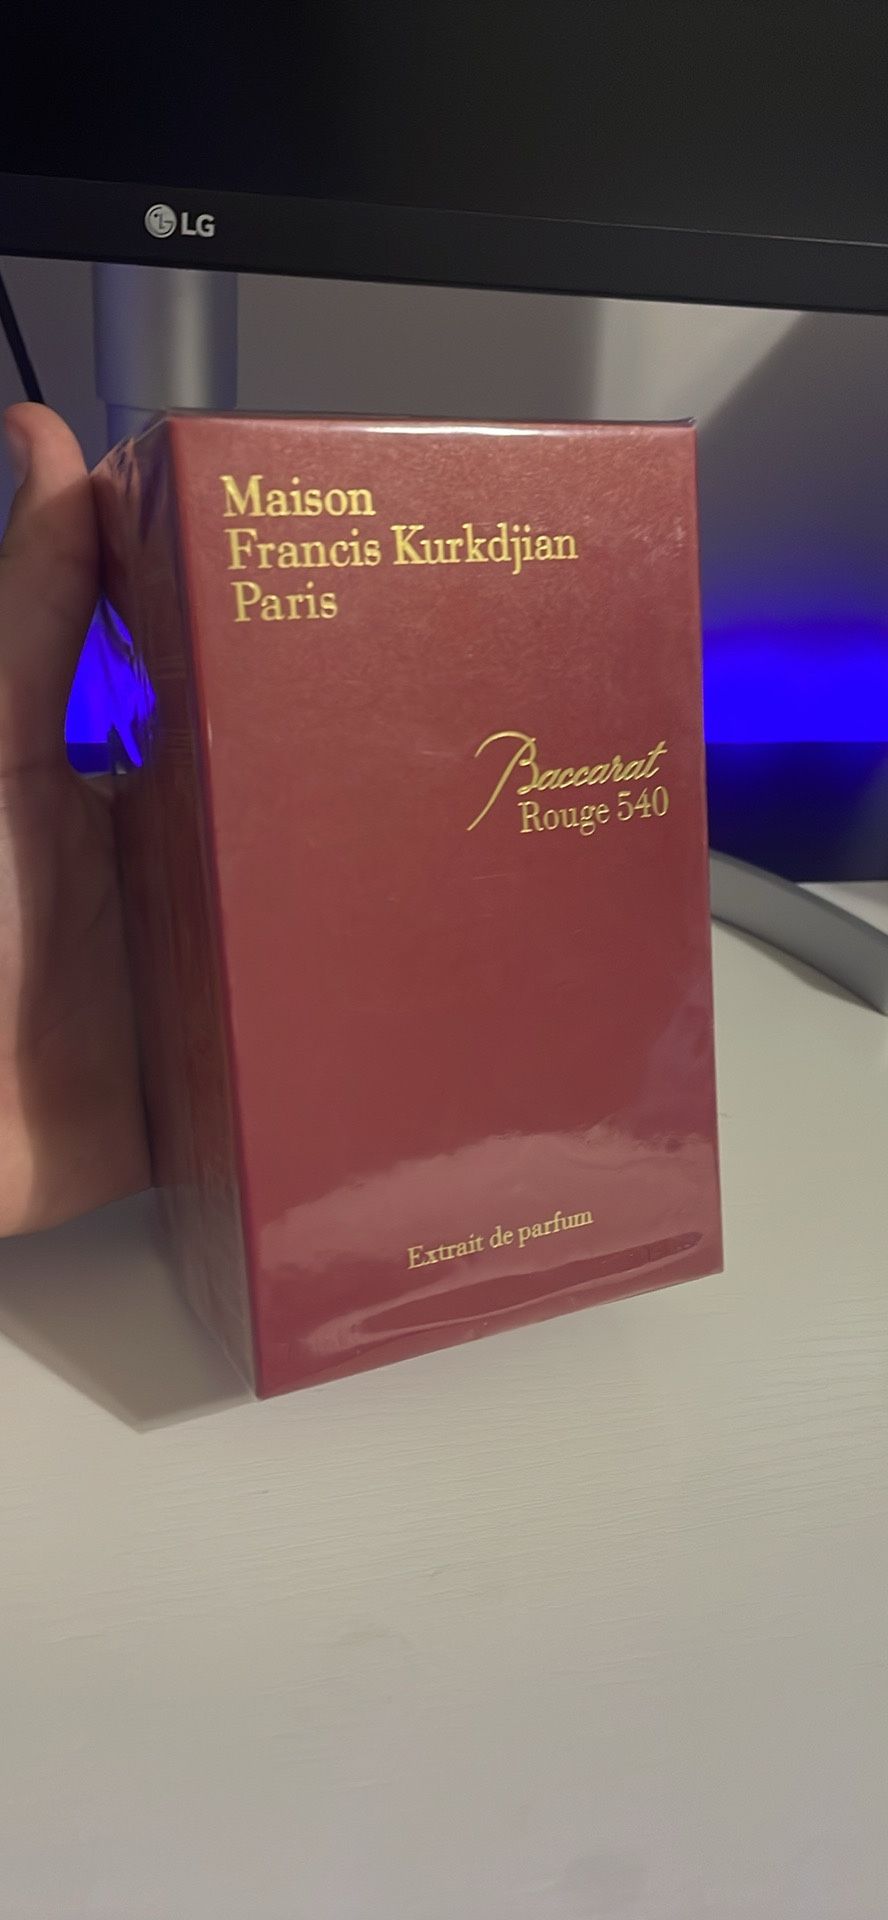 LG
Maison
Francis Kurkdjian
Paris
Baccarat
Rouge 540
Extrait de parfum